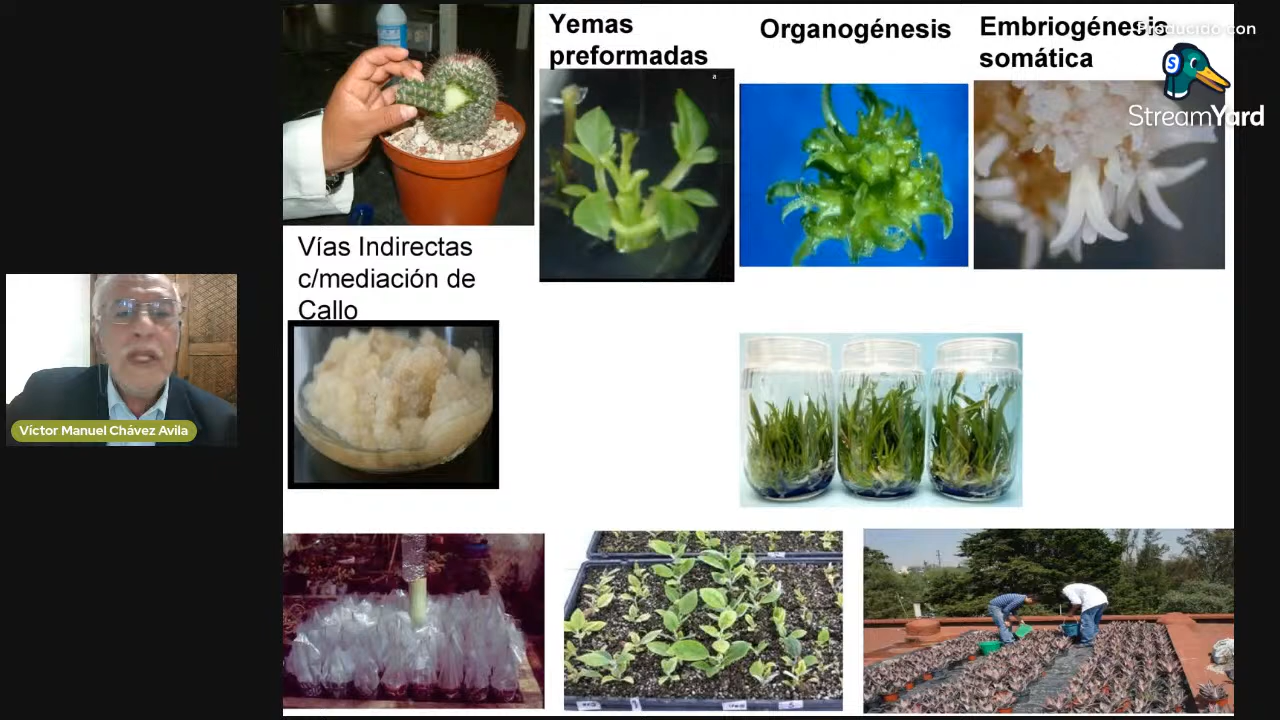 Yemas
preformadas
Organogénesis
Embriogénesis
somática
Producido con
StreamYard
S
a
Vías Indirectas
c/mediación de
Callo
Víctor Manuel Chávez Avila